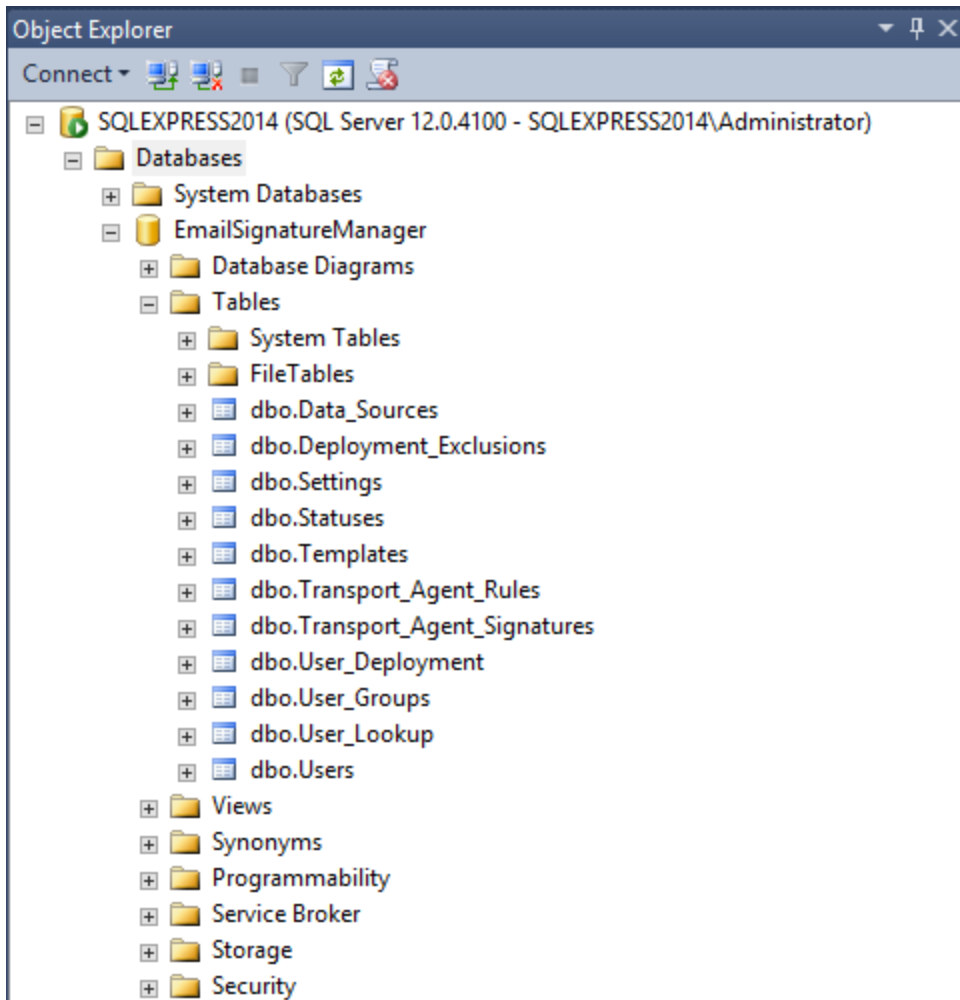 Object Explorer
Connect
SQLEXPRESS2014 (SQL Server 12.0.4100 - SQLEXPRESS2014\Administrator)
Databases
System Databases
EmailSignatureManager
Database Diagrams
Tables
System Tables
FileTables
dbo.Data_Sources
dbo.Deployment_Exclusions
dbo.Settings
dbo.Statuses
dbo.Templates
dbo.Transport_Agent_Rules
dbo.Transport_Agent_Signatures
dbo.User_Deployment
dbo.User_Groups
dbo.User_Lookup
dbo.Users
Views
Synonyms
Programmability
Service Broker
Storage
Security